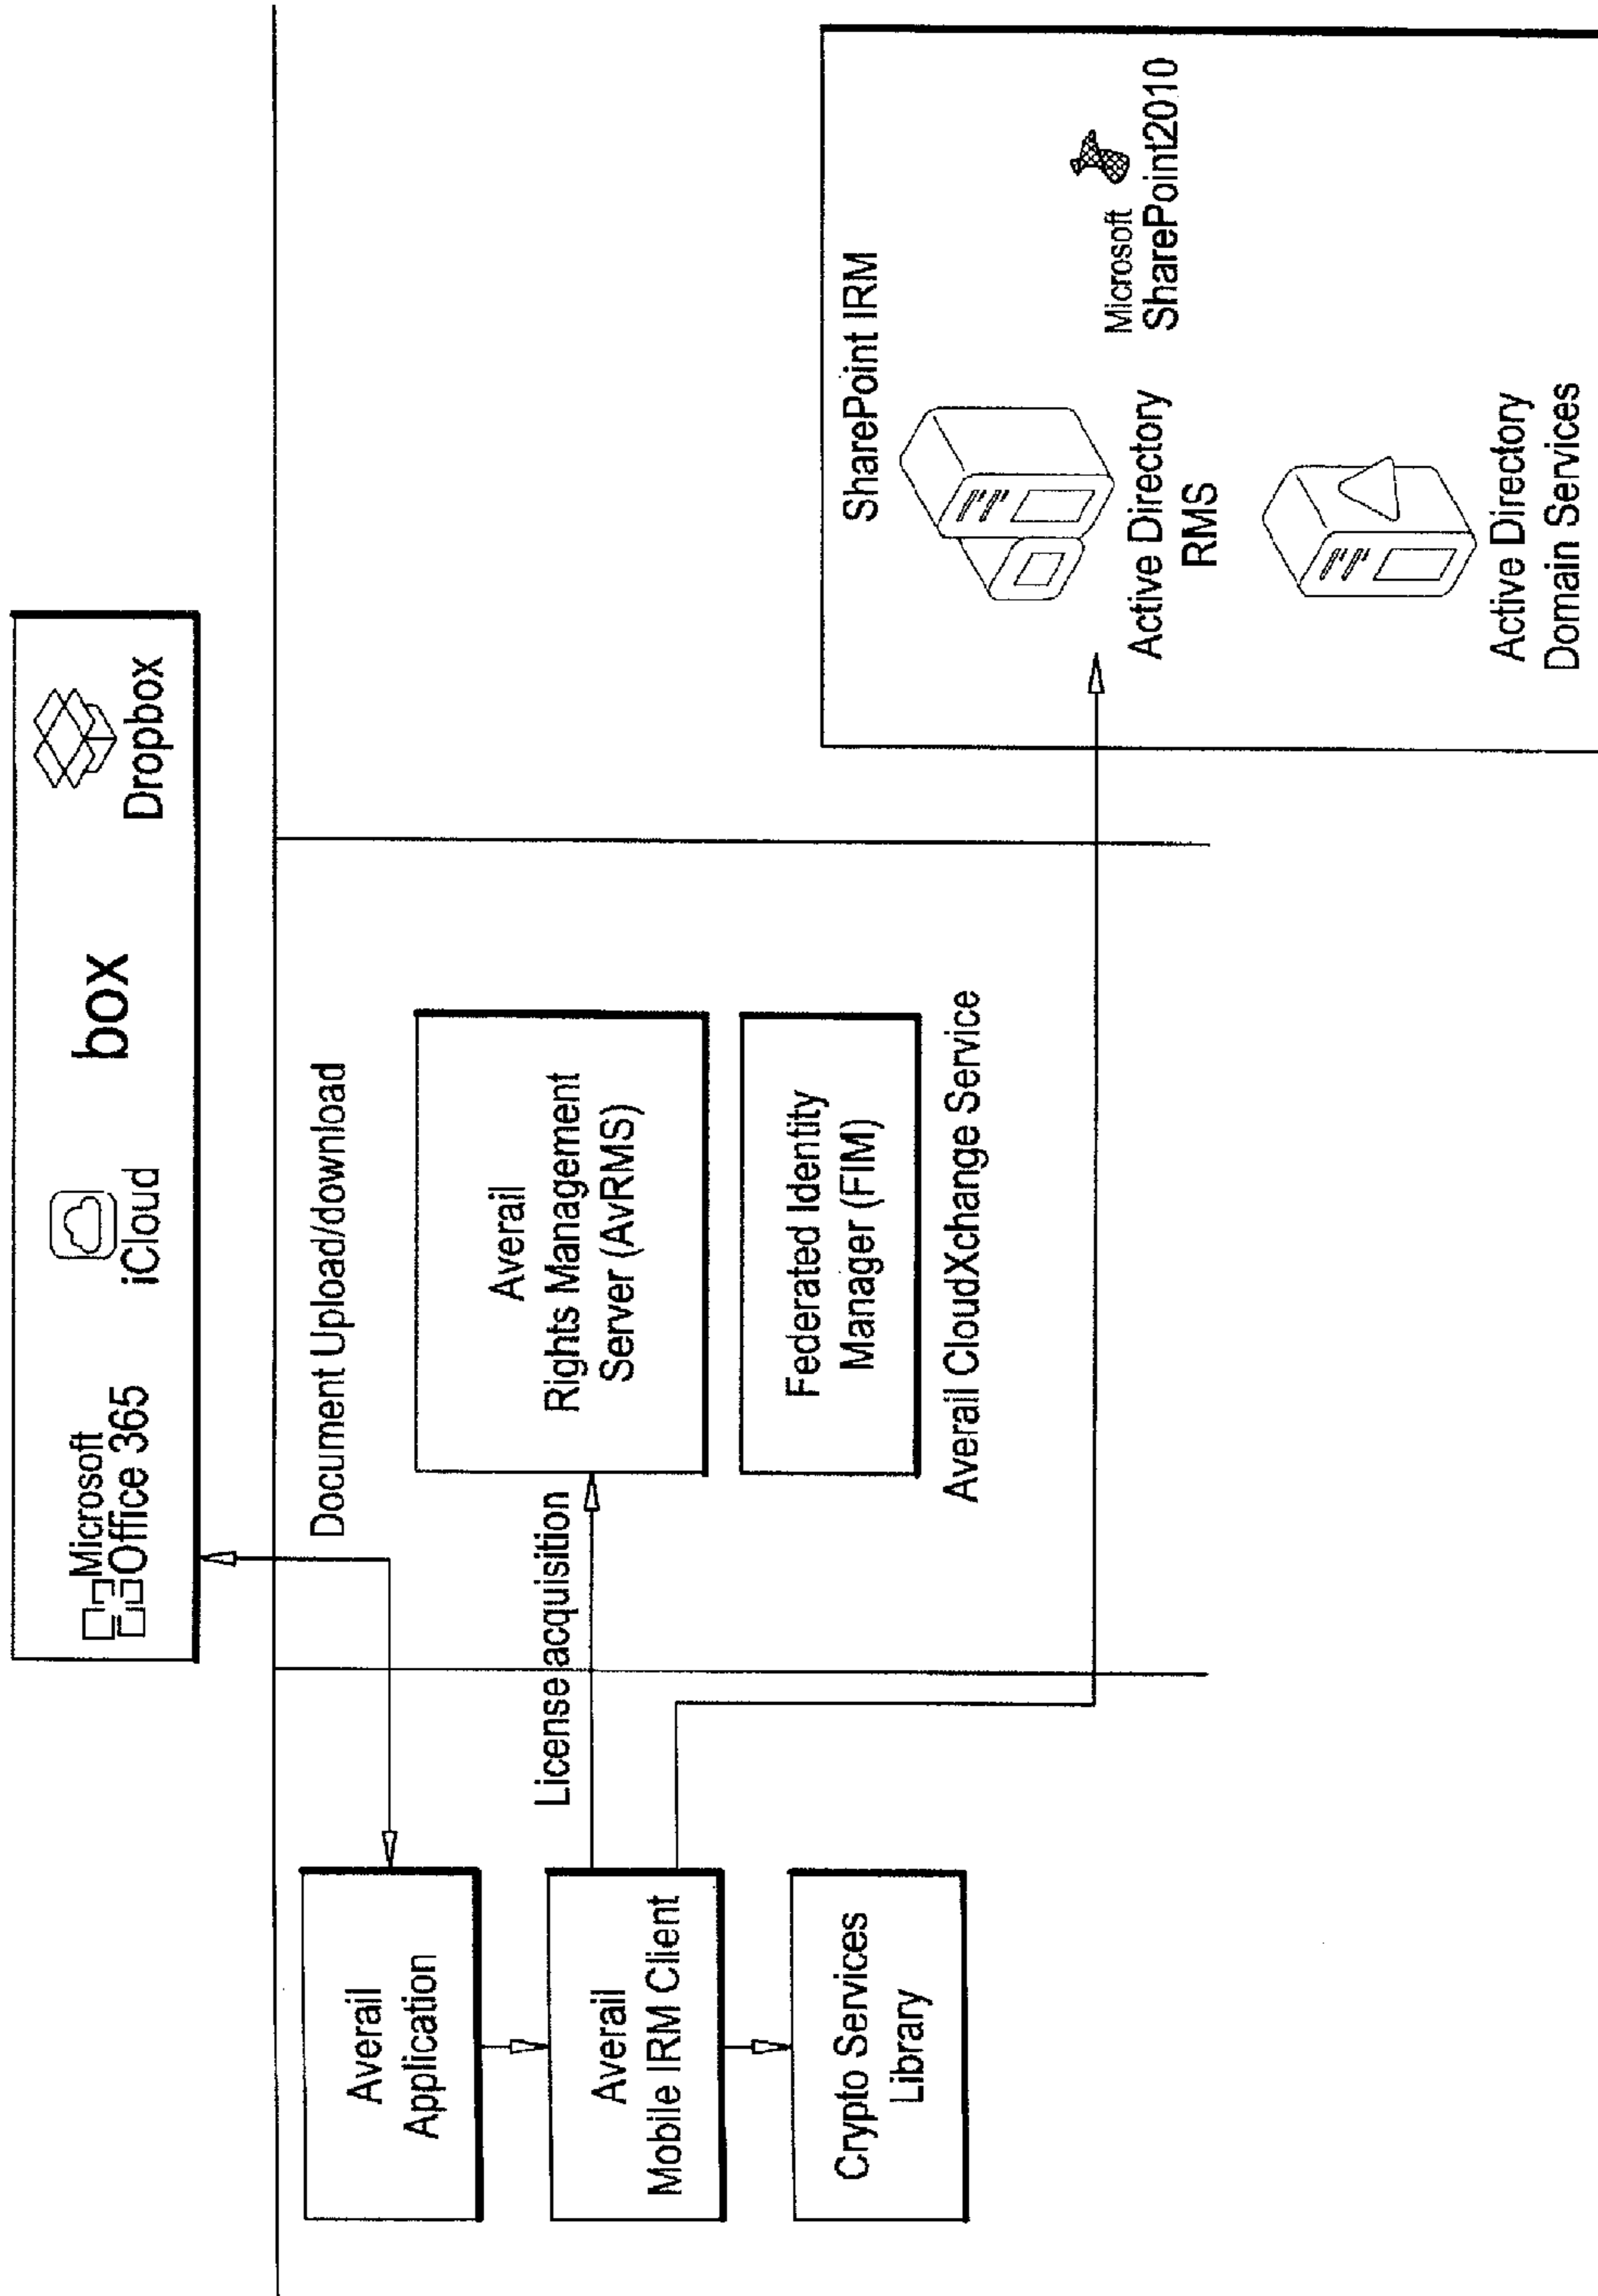 Microsoft
Office 365
iCloud
box
Dropbox
Document Upload/download
Averail
Application
License acquisition
Averail
Rights Management
Server (AvRMS)
Averail
Mobile IRM Client
Federated Identity
Manager (FIM)
Crypto Services
Library
Averail CloudXchange Service
SharePoint IRM
Active Directory
RMS
Microsoft
SharePoint2010
Active Directory
Domain Services